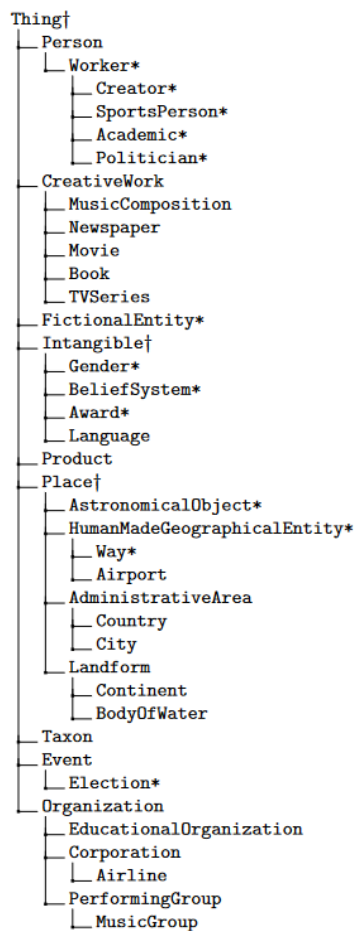 Thing†
Person
Worker*
Creator*
SportsPerson*
Academic*
Politician*
CreativeWork
MusicComposition
Newspaper
Movie
Book
TVSeries
FictionalEntity*
Intangible†
Gender*
BeliefSystem*
Award*
Language
Product
Place†
AstronomicalObject*
HumanMadeGeographicalEntity*
Way*
Airport
AdministrativeArea
Country
City
Landform
Continent
BodyOfWater
Taxon
Event
Election*
Organization
EducationalOrganization
Corporation
Airline
PerformingGroup
MusicGroup